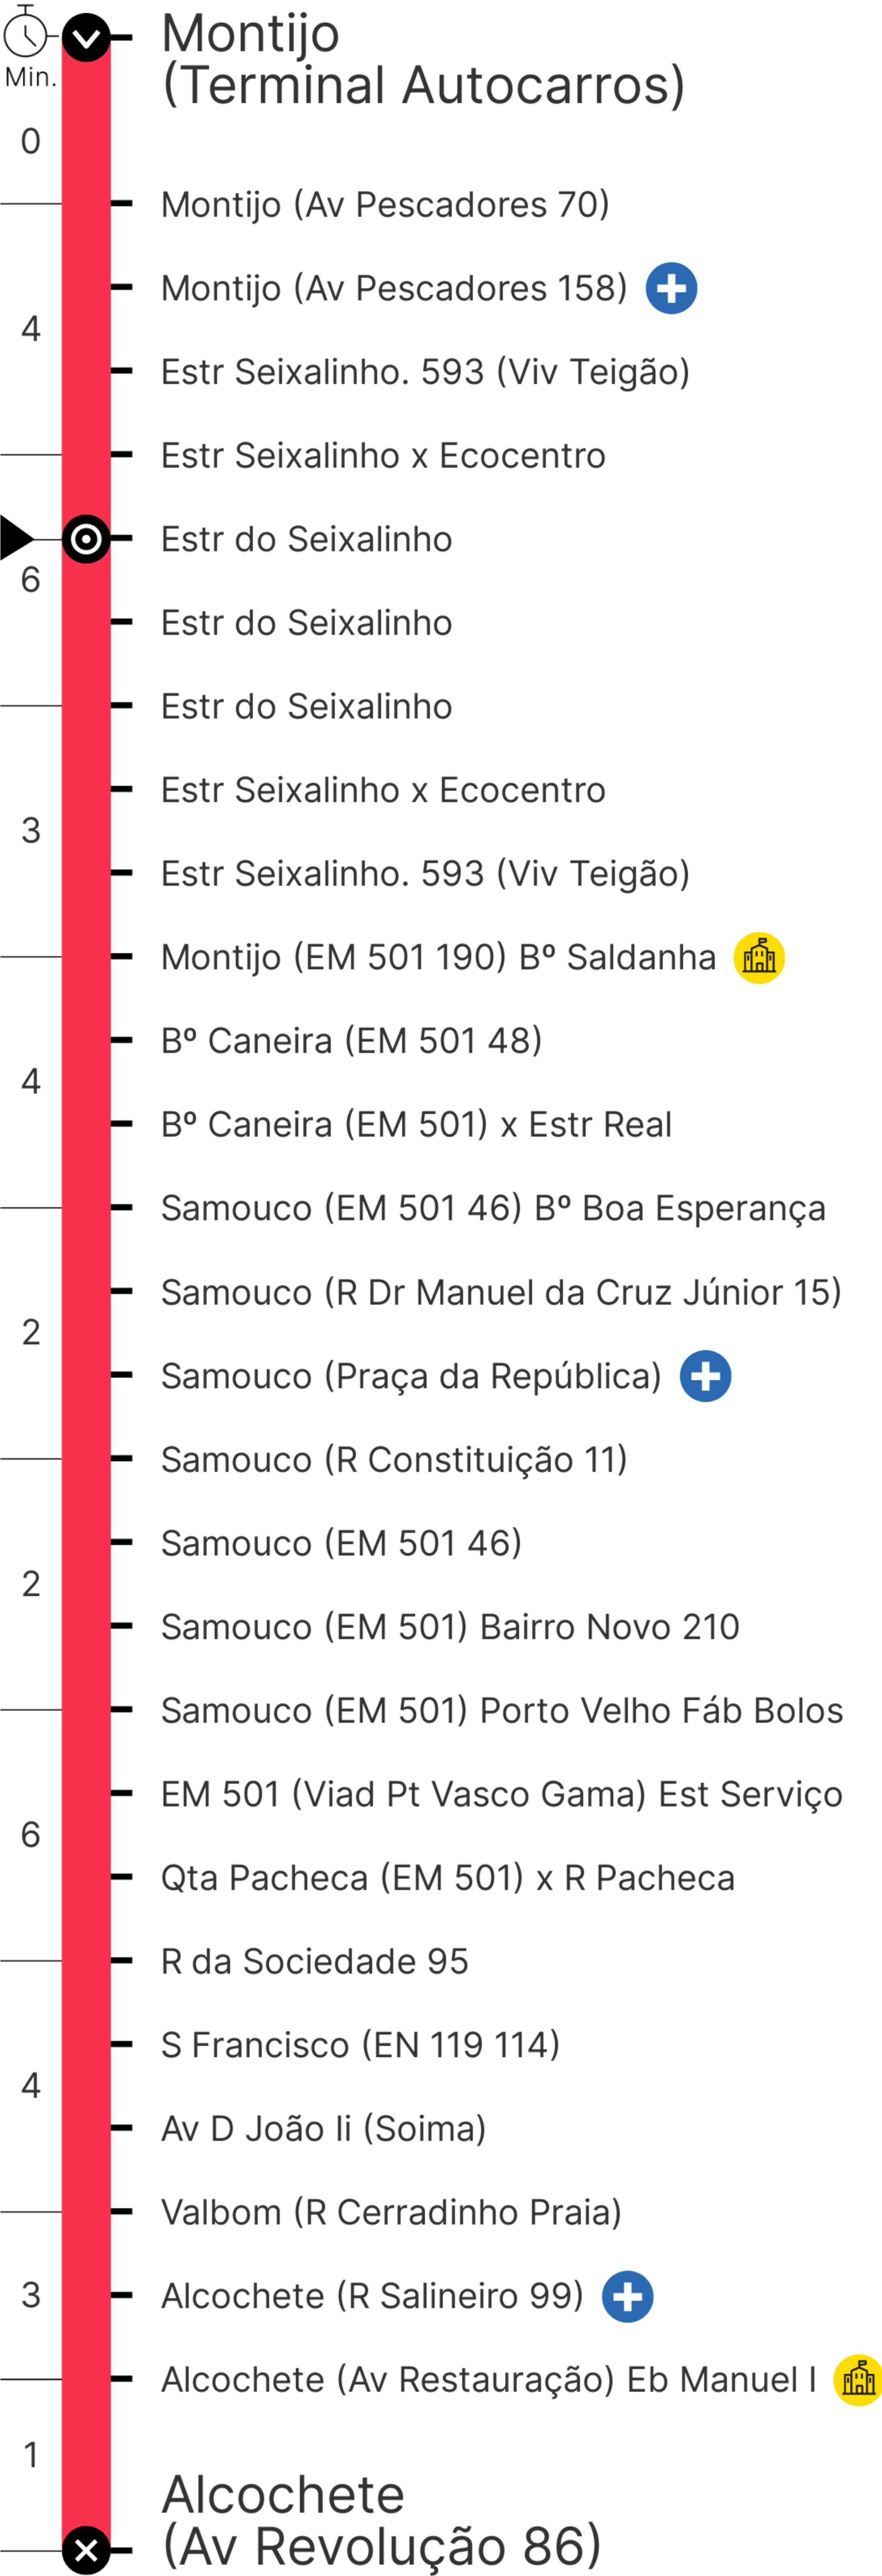 Montijo
(Terminal Autocarros)
Min.
0
Montijo (Av Pescadores 70)
Montijo (Av Pescadores 158)
4
Estr Seixalinho. 593 (Viv Teigão)
Estr Seixalinho x Ecocentro
Estr do Seixalinho
6
Estr do Seixalinho
Estr do Seixalinho
Estr Seixalinho x Ecocentro
3
Estr Seixalinho. 593 (Viv Teigão)
Montijo (EM 501 190) Bº Saldanha
Bº Caneira (EM 501 48)
4
Bº Caneira (EM 501) x Estr Real
Samouco (EM 501 46) Bº Boa Esperança
Samouco (R Dr Manuel da Cruz Júnior 15)
2
Samouco (Praça da República)
Samouco (R Constituição 11)
Samouco (EM 501 46)
2
Samouco (EM 501) Bairro Novo 210
Samouco (EM 501) Porto Velho Fáb Bolos
EM 501 (Viad Pt Vasco Gama) Est Serviço
6
Qta Pacheca (EM 501) x R Pacheca
R da Sociedade 95
S Francisco (EN 119 114)
4
Av D João Ii (Soima)
Valbom (R Cerradinho Praia)
3
Alcochete (R Salineiro 99)
Alcochete (Av Restauração) Eb Manuel I
1
Alcochete
(Av Revolução 86)